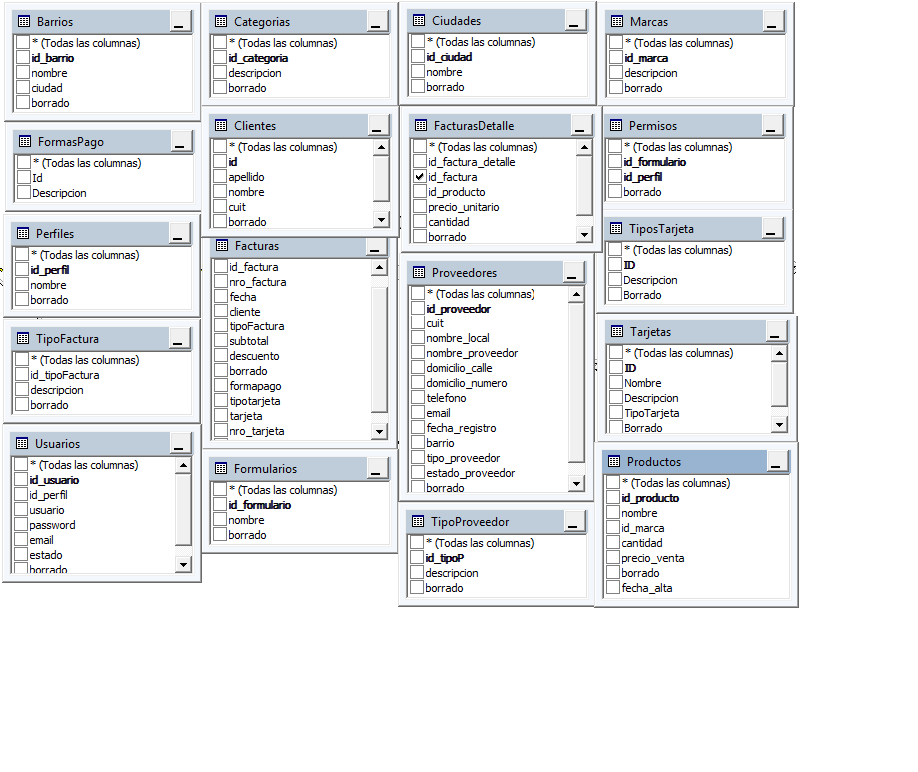 Barrios
* (Todas las columnas)
id_barrio
nombre
ciudad
borrado
Categorias
* (Todas las columnas)
id_categoria
descripcion
borrado
Ciudades
* (Todas las columnas)
id_ciudad
nombre
borrado
Marcas
* (Todas las columnas)
id_marca
descripcion
borrado
FormasPago
* (Todas las columnas)
Id
Descripcion
Clientes
* (Todas las columnas)
id
apellido
nombre
cuit
borrado
FacturasDetalle
* (Todas las columnas)
id_factura_detalle
id_factura
id_producto
precio_unitario
cantidad
borrado
Permisos
* (Todas las columnas)
id_formulario
id_perfil
borrado
Perfiles
* (Todas las columnas)
id_perfil
nombre
borrado
Facturas
id_factura
nro_factura
fecha
cliente
tipoFactura
subtotal
descuento
borrado
formapago
tipotarjeta
tarjeta
nro_tarjeta
Proveedores
* (Todas las columnas)
id_proveedor
cuit
nombre_local
nombre_proveedor
domicilio_calle
domicilio_numero
telefono
email
fecha_registro
barrio
tipo_proveedor
estado_proveedor
borrado
TiposTarjeta
* (Todas las columnas)
ID
Descripcion
Borrado
TipoFactura
* (Todas las columnas)
id_tipoFactura
descripcion
borrado
Tarjetas
* (Todas las columnas)
ID
Nombre
Descripcion
TipoTarjeta
Borrado
Usuarios
* (Todas las columnas)
id_usuario
id_perfil
usuario
password
email
estado
borrado
Formularios
* (Todas las columnas)
id_formulario
nombre
borrado
TipoProveedor
* (Todas las columnas)
id_tipoP
descripcion
borrado
Productos
* (Todas las columnas)
id_producto
nombre
id_marca
cantidad
precio_venta
borrado
fecha_alta